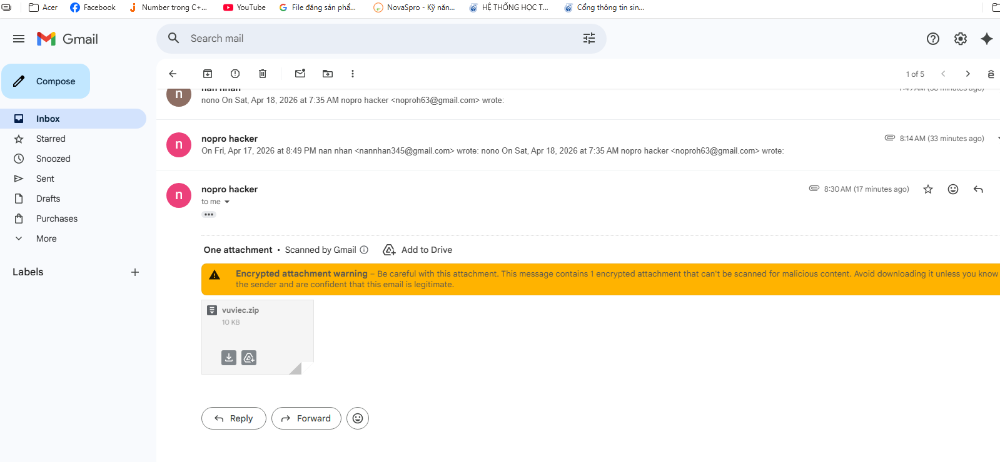 Acer
Facebook
Number trong C+...
YouTube
File đăng sản phẩ...
NovaSpro - Kỹ năn...
HỆ THỐNG HỌC T...
Cổng thông tin sin...
Gmail
Search mail
Compose
1 of 5
Inbox
Starred
Snoozed
Sent
Drafts
Purchases
More
Labels
nan nhan
7:49 AM (58 minutes ago)
nono On Sat, Apr 18, 2026 at 7:35 AM nopro hacker <noproh63@gmail.com> wrote:
n
nopro hacker
8:14 AM (33 minutes ago)
On Fri, Apr 17, 2026 at 8:49 PM nan nhan <nannhan345@gmail.com> wrote: nono On Sat, Apr 18, 2026 at 7:35 AM nopro hacker <noproh63@gmail.com> wrote:
n
nopro hacker
8:30 AM (17 minutes ago)
to me
n
One attachment • Scanned by Gmail
Add to Drive
Encrypted attachment warning – Be careful with this attachment. This message contains 1 encrypted attachment that can't be scanned for malicious content. Avoid downloading it unless you know
the sender and are confident that this email is legitimate.
vuviec.zip
10 KB
Reply
Forward